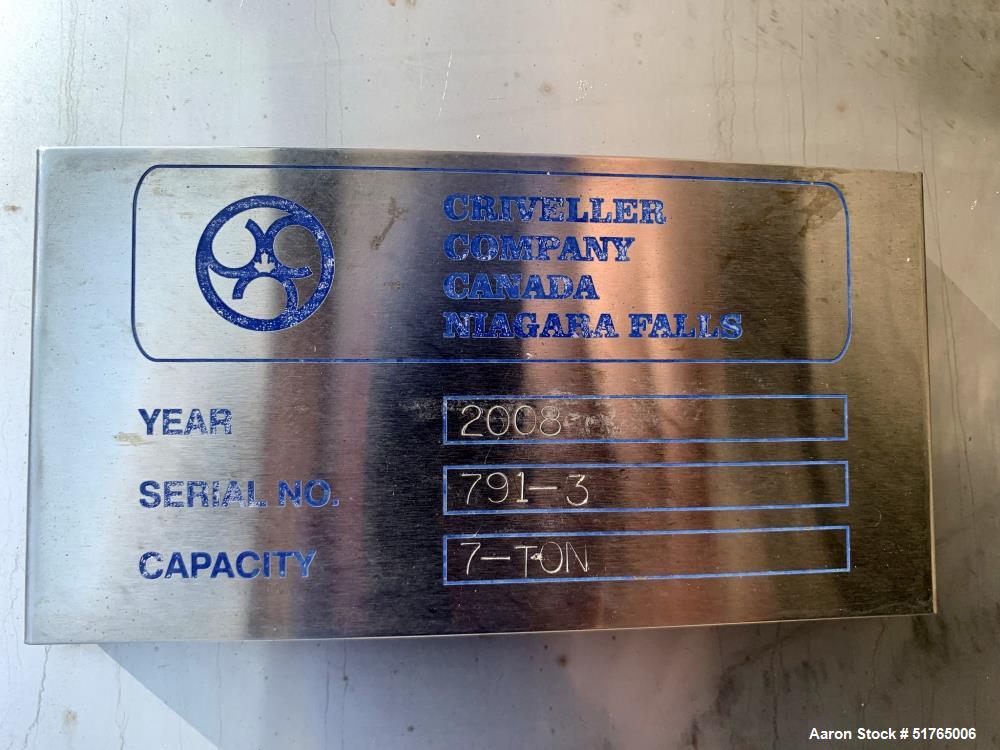 CRIVELLER
COMPANY
CANADA
NIAGARA FALLS
YEAR 2008
SERIAL NO. 791-3
CAPACITY 7-TON
Aaron Stock # 51765006